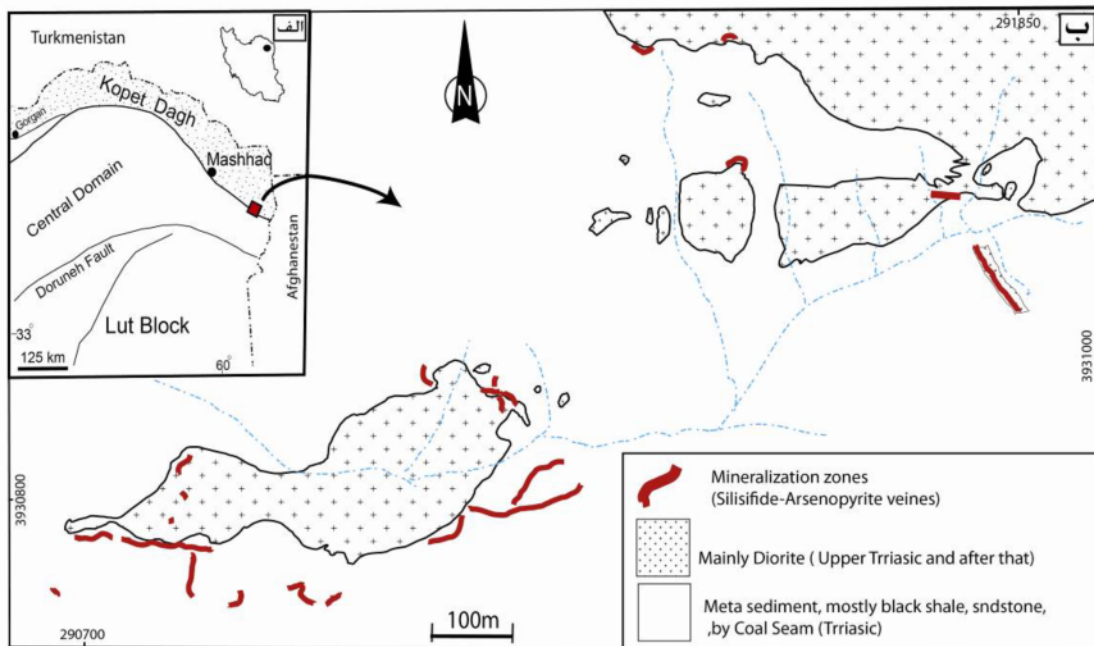 الف
Turkmenistan
Kopet Dagh
Gorgan
Mashhad
Central Domain
Doruneh Fault
Afghanestan
Lut Block
33°
60°
125 km
N
ب
291850
3931000
3930800
290700
100m
Mineralization zones
(Silisifide-Arsenopyrite veines)
Mainly Diorite ( Upper Trriasic and after that)
Meta sediment, mostly black shale, sndstone,
,by Coal Seam (Trriasic)